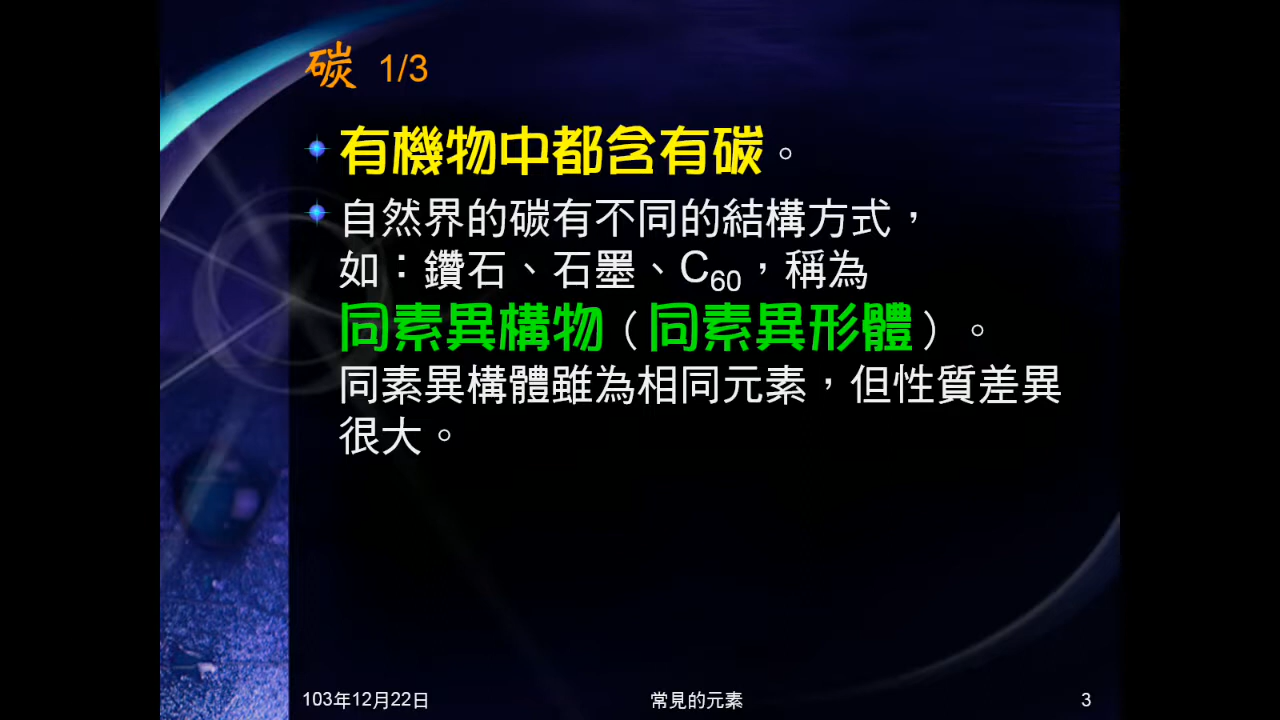 碳 1/3
有機物中都含有碳。
自然界的碳有不同的結構方式，
如：鑽石、石墨、C60，稱為
同素異構物（同素異形體）。
同素異構體雖為相同元素，但性質差異
很大。
103年12月22日 常見的元素 3